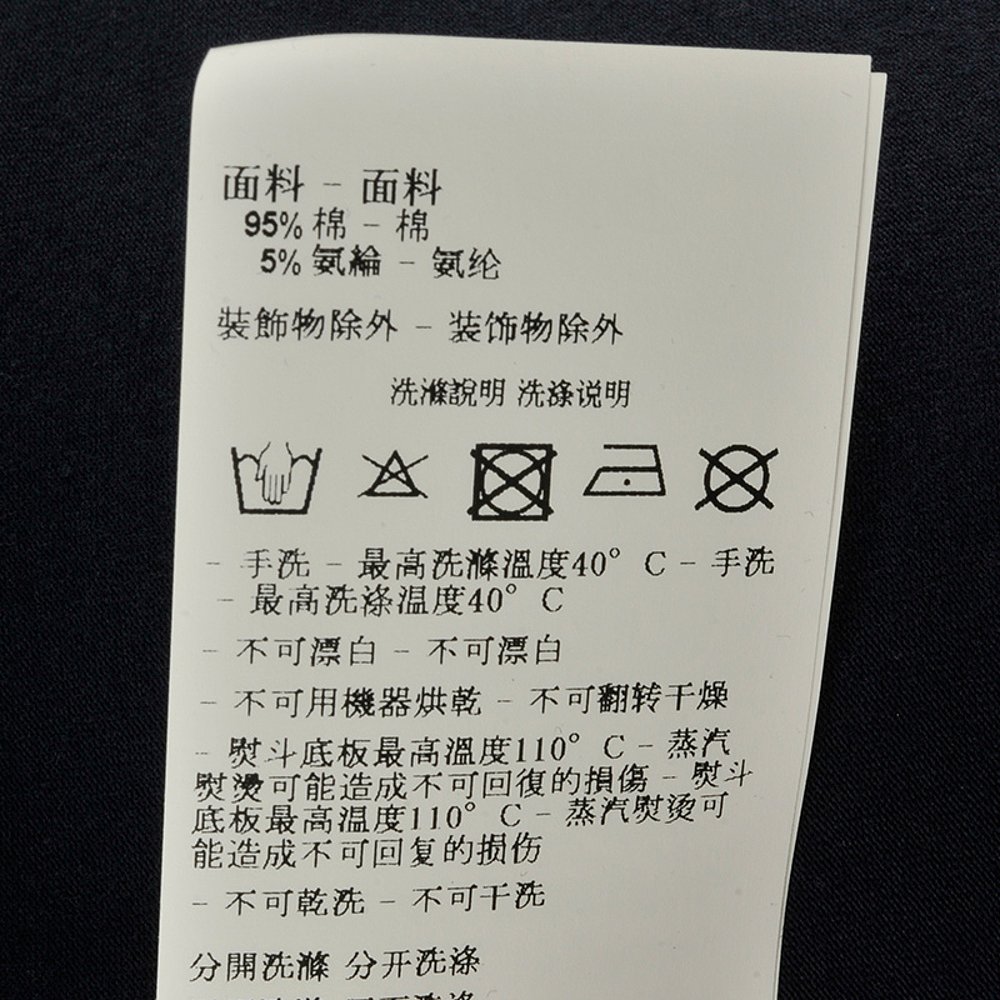 面料 - 面料
95% 棉 - 棉
5% 氨綸 - 氨纶
裝飾物除外 - 装饰物除外
洗滌說明 洗涤说明
- 手洗 - 最高洗滌溫度40° C - 手洗
- 最高洗涤温度40° C
- 不可漂白 - 不可漂白
- 不可用機器烘乾 - 不可翻转干燥
- 熨斗底板最高溫度110° C - 蒸汽
熨燙可能造成不可回復的損傷 - 熨斗
底板最高温度110° C - 蒸汽熨烫可
能造成不可回复的损伤
- 不可乾洗 - 不可干洗
分開洗滌 分开洗涤